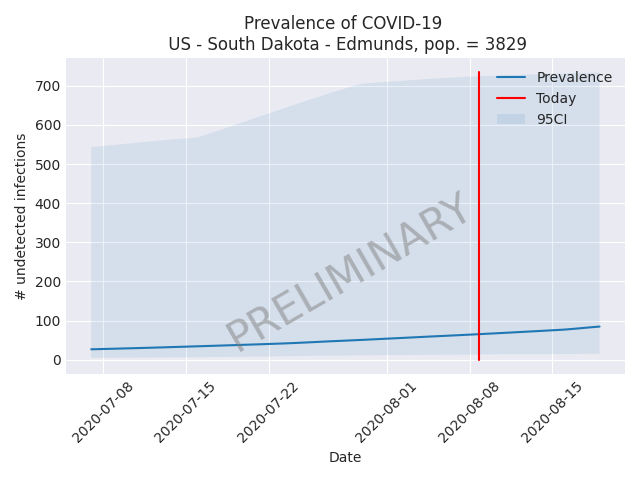 Prevalence of COVID-19
US - South Dakota - Edmunds, pop. = 3829
Prevalence
Today
95CI
700
600
500
400
300
200
100
0
# undetected infections
PRELIMINARY
2020-07-08
2020-07-15
2020-07-22
2020-08-01
2020-08-08
2020-08-15
Date